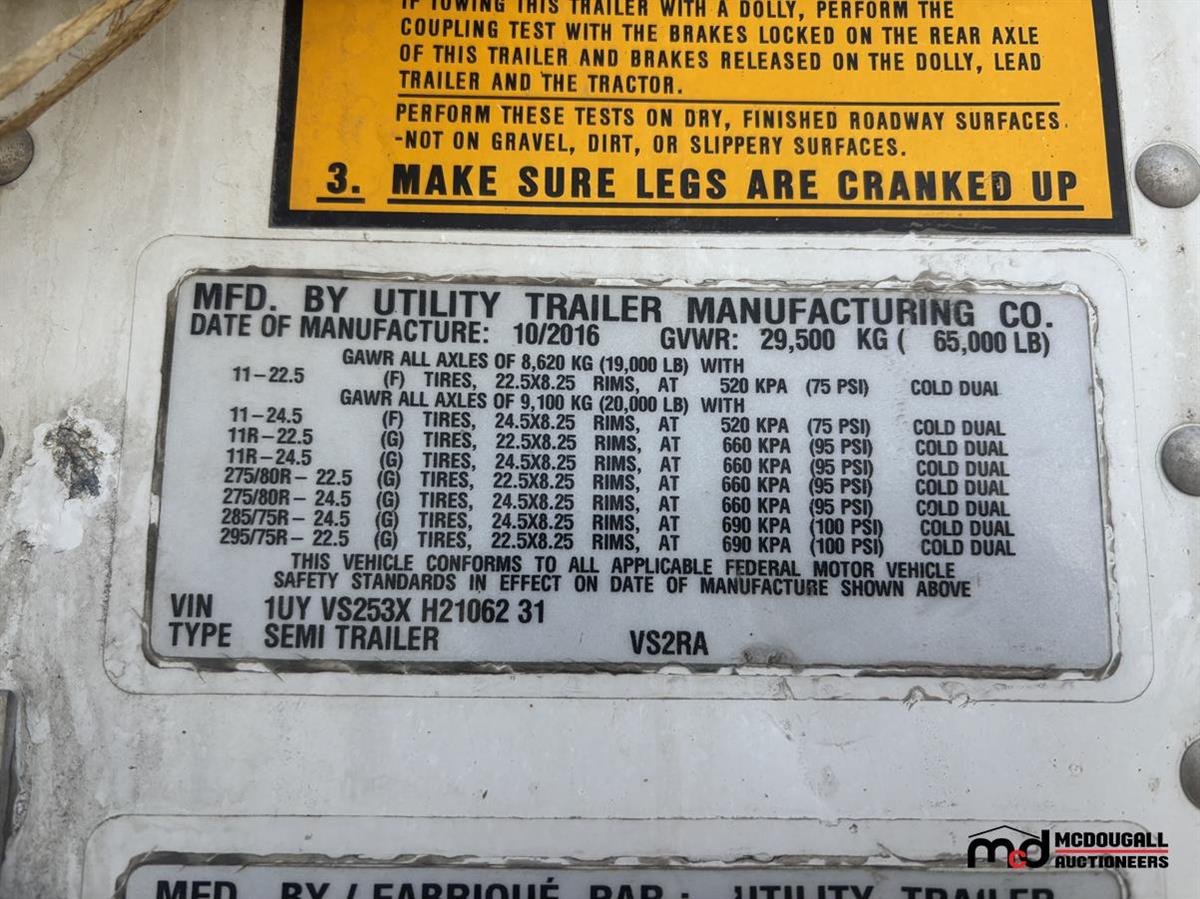 IF TOWING THIS TRAILER WITH A DOLLY, PERFORM THE
COUPLING TEST WITH THE BRAKES LOCKED ON THE REAR AXLE
OF THIS TRAILER AND BRAKES RELEASED ON THE DOLLY, LEAD
TRAILER AND THE TRACTOR.
PERFORM THESE TESTS ON DRY, FINISHED ROADWAY SURFACES.
-NOT ON GRAVEL, DIRT, OR SLIPPERY SURFACES.
3. MAKE SURE LEGS ARE CRANKED UP
MFD. BY UTILITY TRAILER MANUFACTURING CO.
DATE OF MANUFACTURE: 10/2016 GVWR: 29,500 KG ( 65,000 LB)
GAWR ALL AXLES OF 8,620 KG (19,000 LB) WITH
11-22.5 (F) TIRES, 22.5X8.25 RIMS, AT 520 KPA (75 PSI) COLD DUAL
GAWR ALL AXLES OF 9,100 KG (20,000 LB) WITH
11-24.5 (F) TIRES, 24.5X8.25 RIMS, AT 520 KPA (75 PSI) COLD DUAL
11R-22.5 (G) TIRES, 22.5X8.25 RIMS, AT 660 KPA (95 PSI) COLD DUAL
11R-24.5 (G) TIRES, 24.5X8.25 RIMS, AT 660 KPA (95 PSI) COLD DUAL
275/80R- 22.5 (G) TIRES, 22.5X8.25 RIMS, AT 660 KPA (95 PSI) COLD DUAL
275/80R- 24.5 (G) TIRES, 24.5X8.25 RIMS, AT 660 KPA (95 PSI) COLD DUAL
285/75R- 24.5 (G) TIRES, 24.5X8.25 RIMS, AT 690 KPA (100 PSI) COLD DUAL
295/75R- 22.5 (G) TIRES, 22.5X8.25 RIMS, AT 690 KPA (100 PSI) COLD DUAL
THIS VEHICLE CONFORMS TO ALL APPLICABLE FEDERAL MOTOR VEHICLE
SAFETY STANDARDS IN EFFECT ON DATE OF MANUFACTURE SHOWN ABOVE
VIN 1UY VS253X H21062 31
TYPE SEMI TRAILER VS2RA
mcd MCDOUGALL
AUCTIONEERS
MFD. BY / FABRIQUÉ PAR : UTILITY TRAILER